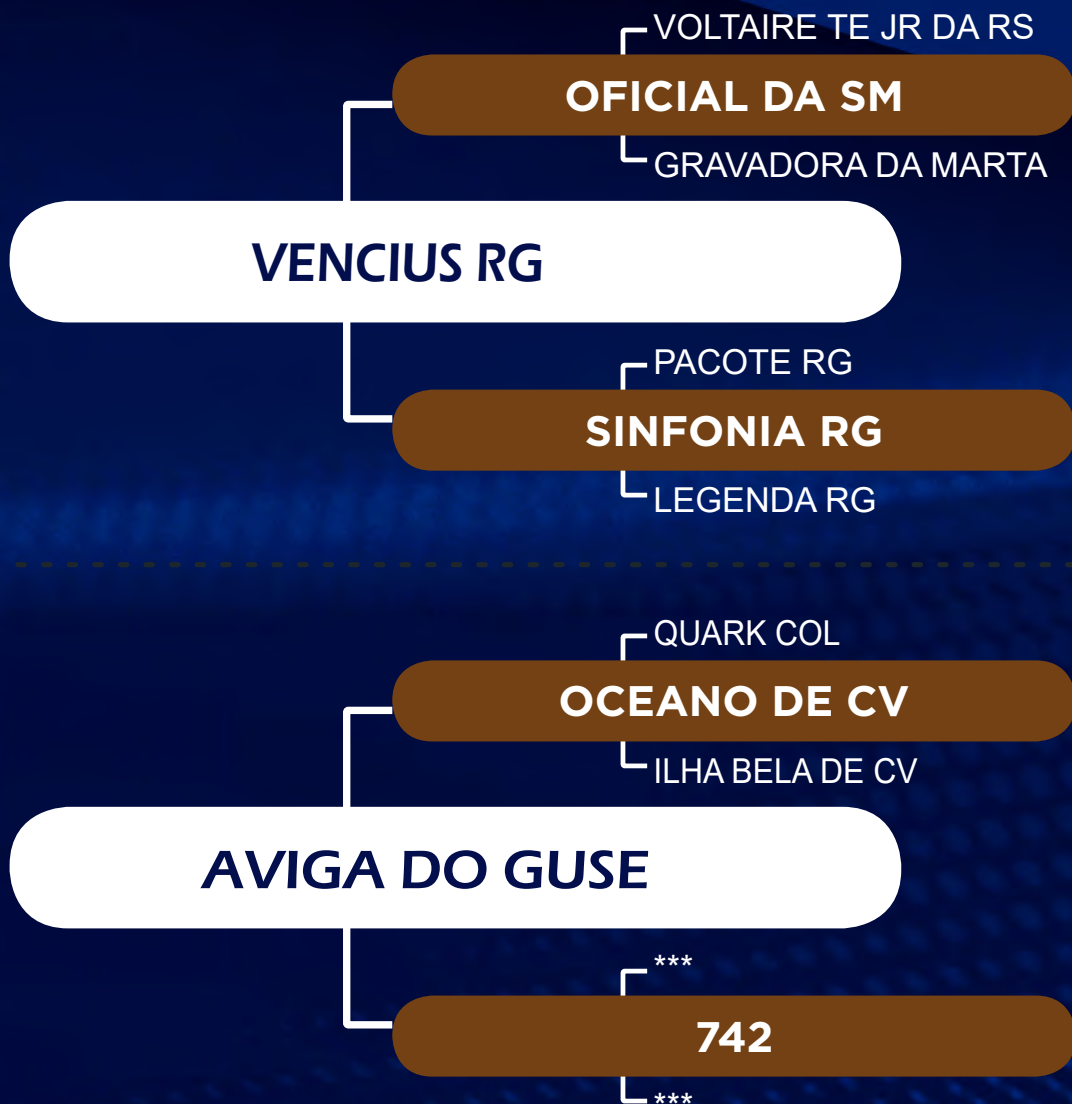 VOLTAIRE TE JR DA RS
OFICIAL DA SM
GRAVADORA DA MARTA
VENCIUS RG
PACOTE RG
SINFONIA RG
LEGENDA RG
QUARK COL
OCEANO DE CV
ILHA BELA DE CV
AVIGA DO GUSE
***
742
***